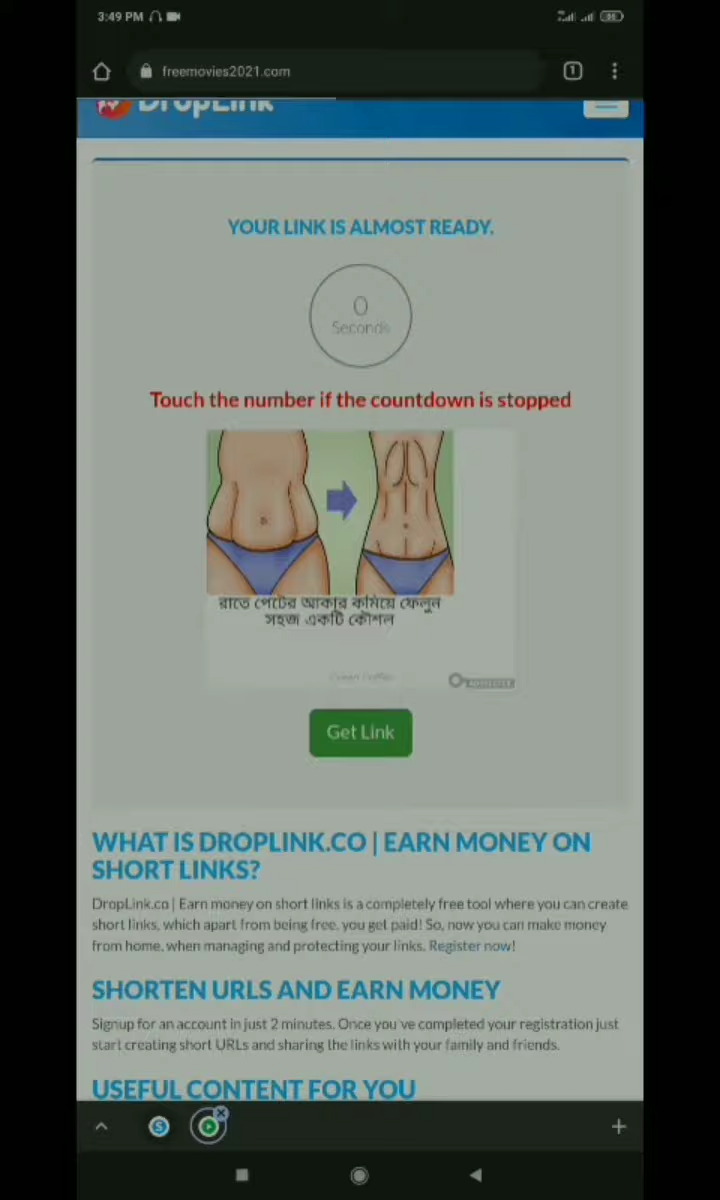 3:49 PM
freemovies2021.com
1
DropLink
YOUR LINK IS ALMOST READY.
0
Seconds
Touch the number if the countdown is stopped
রাতে পেটের আকার কমিয়ে ফেলুন
সহজ একটি কৌশল
ADSTERRA
Get Link
WHAT IS DROPLINK.CO | EARN MONEY ON
SHORT LINKS?
DropLink.co | Earn money on short links is a completely free tool where you can create
short links, which apart from being free, you get paid! So, now you can make money
from home, when managing and protecting your links. Register now!
SHORTEN URLS AND EARN MONEY
Signup for an account in just 2 minutes. Once you've completed your registration just
start creating short URLs and sharing the links with your family and friends.
USEFUL CONTENT FOR YOU